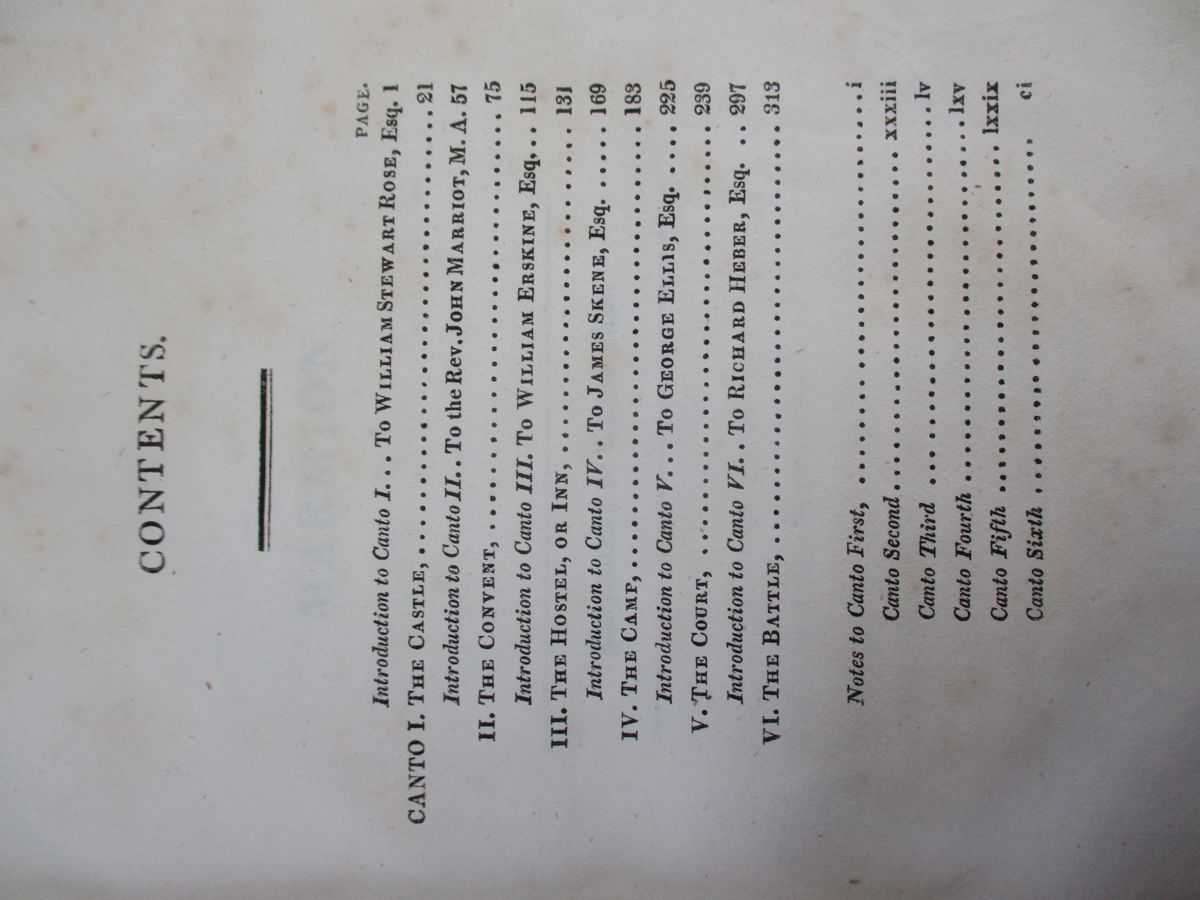 CONTENTS.
PAGE.
Introduction to Canto I... To WILLIAM STEWART ROSE, Esq. 1
CANTO I. THE CASTLE, .............................. 21
Introduction to Canto II.. To the Rev. JOHN MARRIOT, M. A. 57
II. THE CONVENT, .............................. 75
Introduction to Canto III. To WILLIAM ERSKINE, Esq... 115
III. THE HOSTEL, OR INN, ......................... 131
Introduction to Canto IV.. To JAMES SKENE, Esq. ..... 169
IV. THE CAMP, ................................. 183
Introduction to Canto V... To GEORGE ELLIS, Esq. .... 225
V. THE COURT, ................................ 239
Introduction to Canto VI.. To RICHARD HEBER, Esq. .. 297
VI. THE BATTLE, ............................... 313
Notes to Canto First, ............................. i
Canto Second .......................... xxxiii
Canto Third ............................ lv
Canto Fourth .......................... lxv
Canto Fifth ......................... lxxix
Canto Sixth ........................... ci